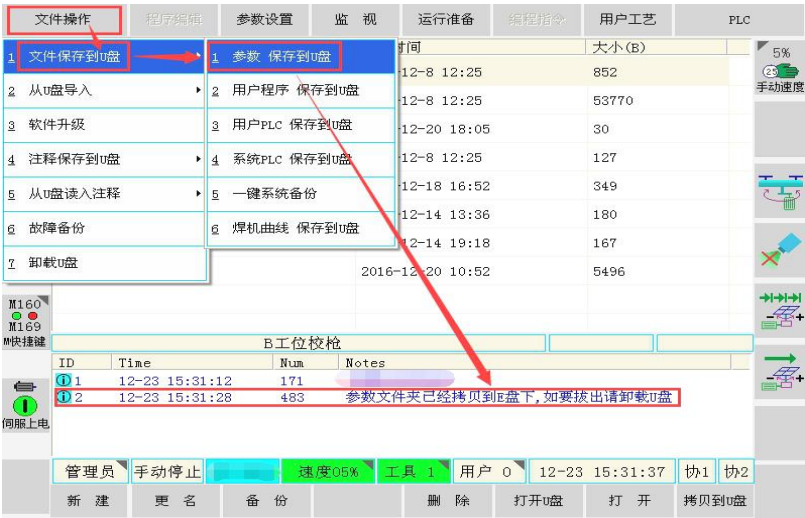 文件操作 程序编辑 参数设置 监 视 运行准备 编程指令 用户工艺 PLC
1 文件保存到U盘
2 从U盘导入
3 软件升级
4 注释保存到U盘
5 从U盘读入注释
6 故障备份
7 卸载U盘
1 参数 保存到U盘
2 用户程序 保存到U盘
3 用户PLC 保存到U盘
4 系统PLC 保存到U盘
5 一键系统备份
6 焊机曲线 保存到U盘
时间 大小(B)
12-8 12:25 852
12-8 12:25 53770
12-20 18:05 30
12-8 12:25 127
12-18 16:52 349
12-14 13:36 180
12-14 19:18 167
2016-12-20 10:52 5496
5%
25
手动速度
M160
M169
M快捷键
伺服上电
B工位校枪
ID Time Num Notes
1 12-23 15:31:12 171
2 12-23 15:31:28 483 参数文件夹已经拷贝到E盘下,如要拔出请卸载U盘
管理员 手动停止 速度05% 工具 1 用户 0 12-23 15:31:37 协1 协2
新 建 更 名 备 份 删 除 打开U盘 打 开 拷贝到U盘